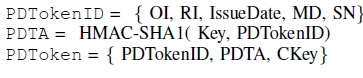 PDTokenID = { OI, RI, IssueDate, MD, SN}
PDTA = HMAC-SHA1( Key, PDTokenID)
PDToken = { PDTokenID, PDTA, CKey}